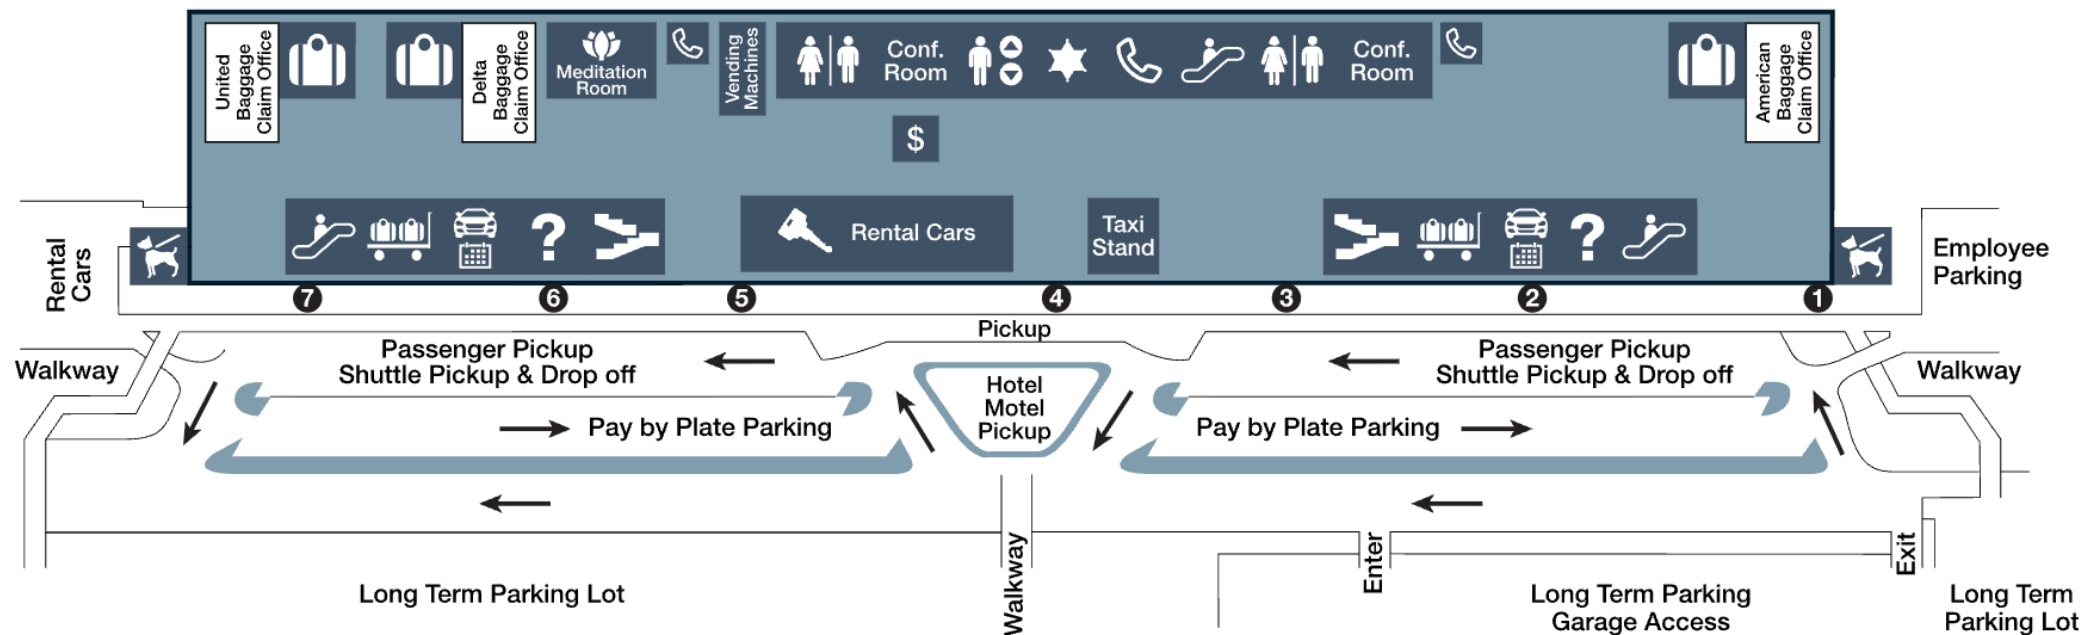 United
Baggage
Claim Office
Delta
Baggage
Claim Office
Meditation
Room
Vending
Machines
Conf.
Room
Conf.
Room
American
Baggage
Claim Office
$
Rental Cars
Taxi
Stand
?
?
Rental
Cars
Employee
Parking
7
6
5
4
3
2
1
Pickup
Walkway
Passenger Pickup
Shuttle Pickup & Drop off
Hotel
Motel
Pickup
Passenger Pickup
Shuttle Pickup & Drop off
Walkway
Pay by Plate Parking
Pay by Plate Parking
Walkway
Enter
Exit
Long Term Parking Lot
Long Term Parking
Garage Access
Long Term
Parking Lot